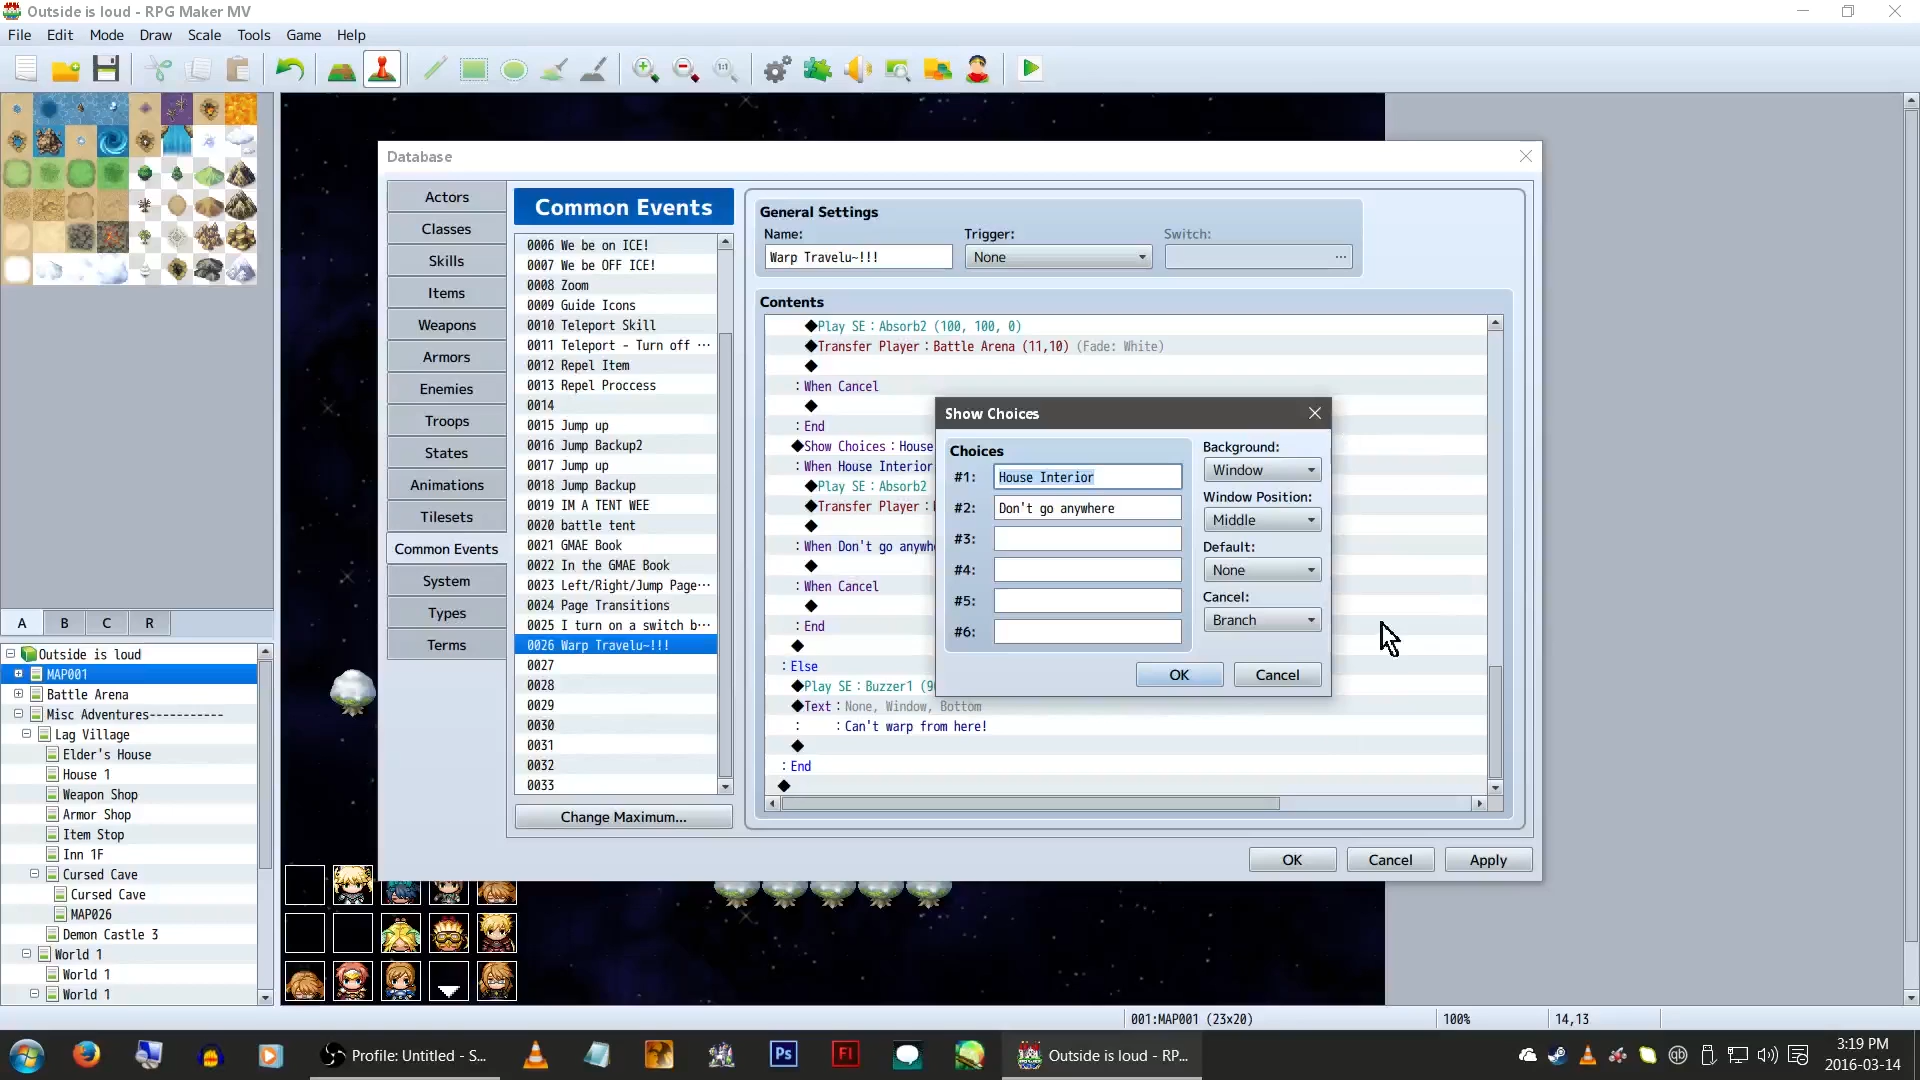 Outside is loud - RPG Maker MV
File Edit Mode Draw Scale Tools Game Help
1:1
A B C R
Outside is loud
MAP001
Battle Arena
Misc Adventures-----------
Lag Village
Elder's House
House 1
Weapon Shop
Armor Shop
Item Stop
Inn 1F
Cursed Cave
Cursed Cave
MAP026
Demon Castle 3
World 1
World 1
World 1
Database
Actors
Classes
Skills
Items
Weapons
Armors
Enemies
Troops
States
Animations
Tilesets
Common Events
System
Types
Terms
Common Events
0006 We be on ICE!
0007 We be OFF ICE!
0008 Zoom
0009 Guide Icons
0010 Teleport Skill
0011 Teleport - Turn off ···
0012 Repel Item
0013 Repel Proccess
0014
0015 Jump up
0016 Jump Backup2
0017 Jump up
0018 Jump Backup
0019 IM A TENT WEE
0020 battle tent
0021 GMAE Book
0022 In the GMAE Book
0023 Left/Right/Jump Page···
0024 Page Transitions
0025 I turn on a switch b···
0026 Warp Travelu~!!!
0027
0028
0029
0030
0031
0032
0033
Change Maximum...
General Settings
Name: Trigger: Switch:
Warp Travelu~!!! None ...
Contents
◆Play SE：Absorb2 (100, 100, 0)
◆Transfer Player：Battle Arena (11,10) (Fade: White)
◆
：When Cancel
◆
：End
◆Show Choices：House
：When House Interior
◆Play SE：Absorb2
◆Transfer Player：
◆
：When Don't go anywh
◆
：When Cancel
◆
：End
◆
：Else
◆Play SE：Buzzer1 (9
◆Text：None, Window, Bottom
：　：Can't warp from here!
◆
：End
◆
Show Choices
Choices
#1: House Interior
#2: Don't go anywhere
#3:
#4:
#5:
#6:
Background:
Window
Window Position:
Middle
Default:
None
Cancel:
Branch
OK Cancel
OK Cancel Apply
001:MAP001 (23x20) 100% 14,13
Profile: Untitled - S...
Ps
Fl
Outside is loud - RP...
3:19 PM
2016-03-14